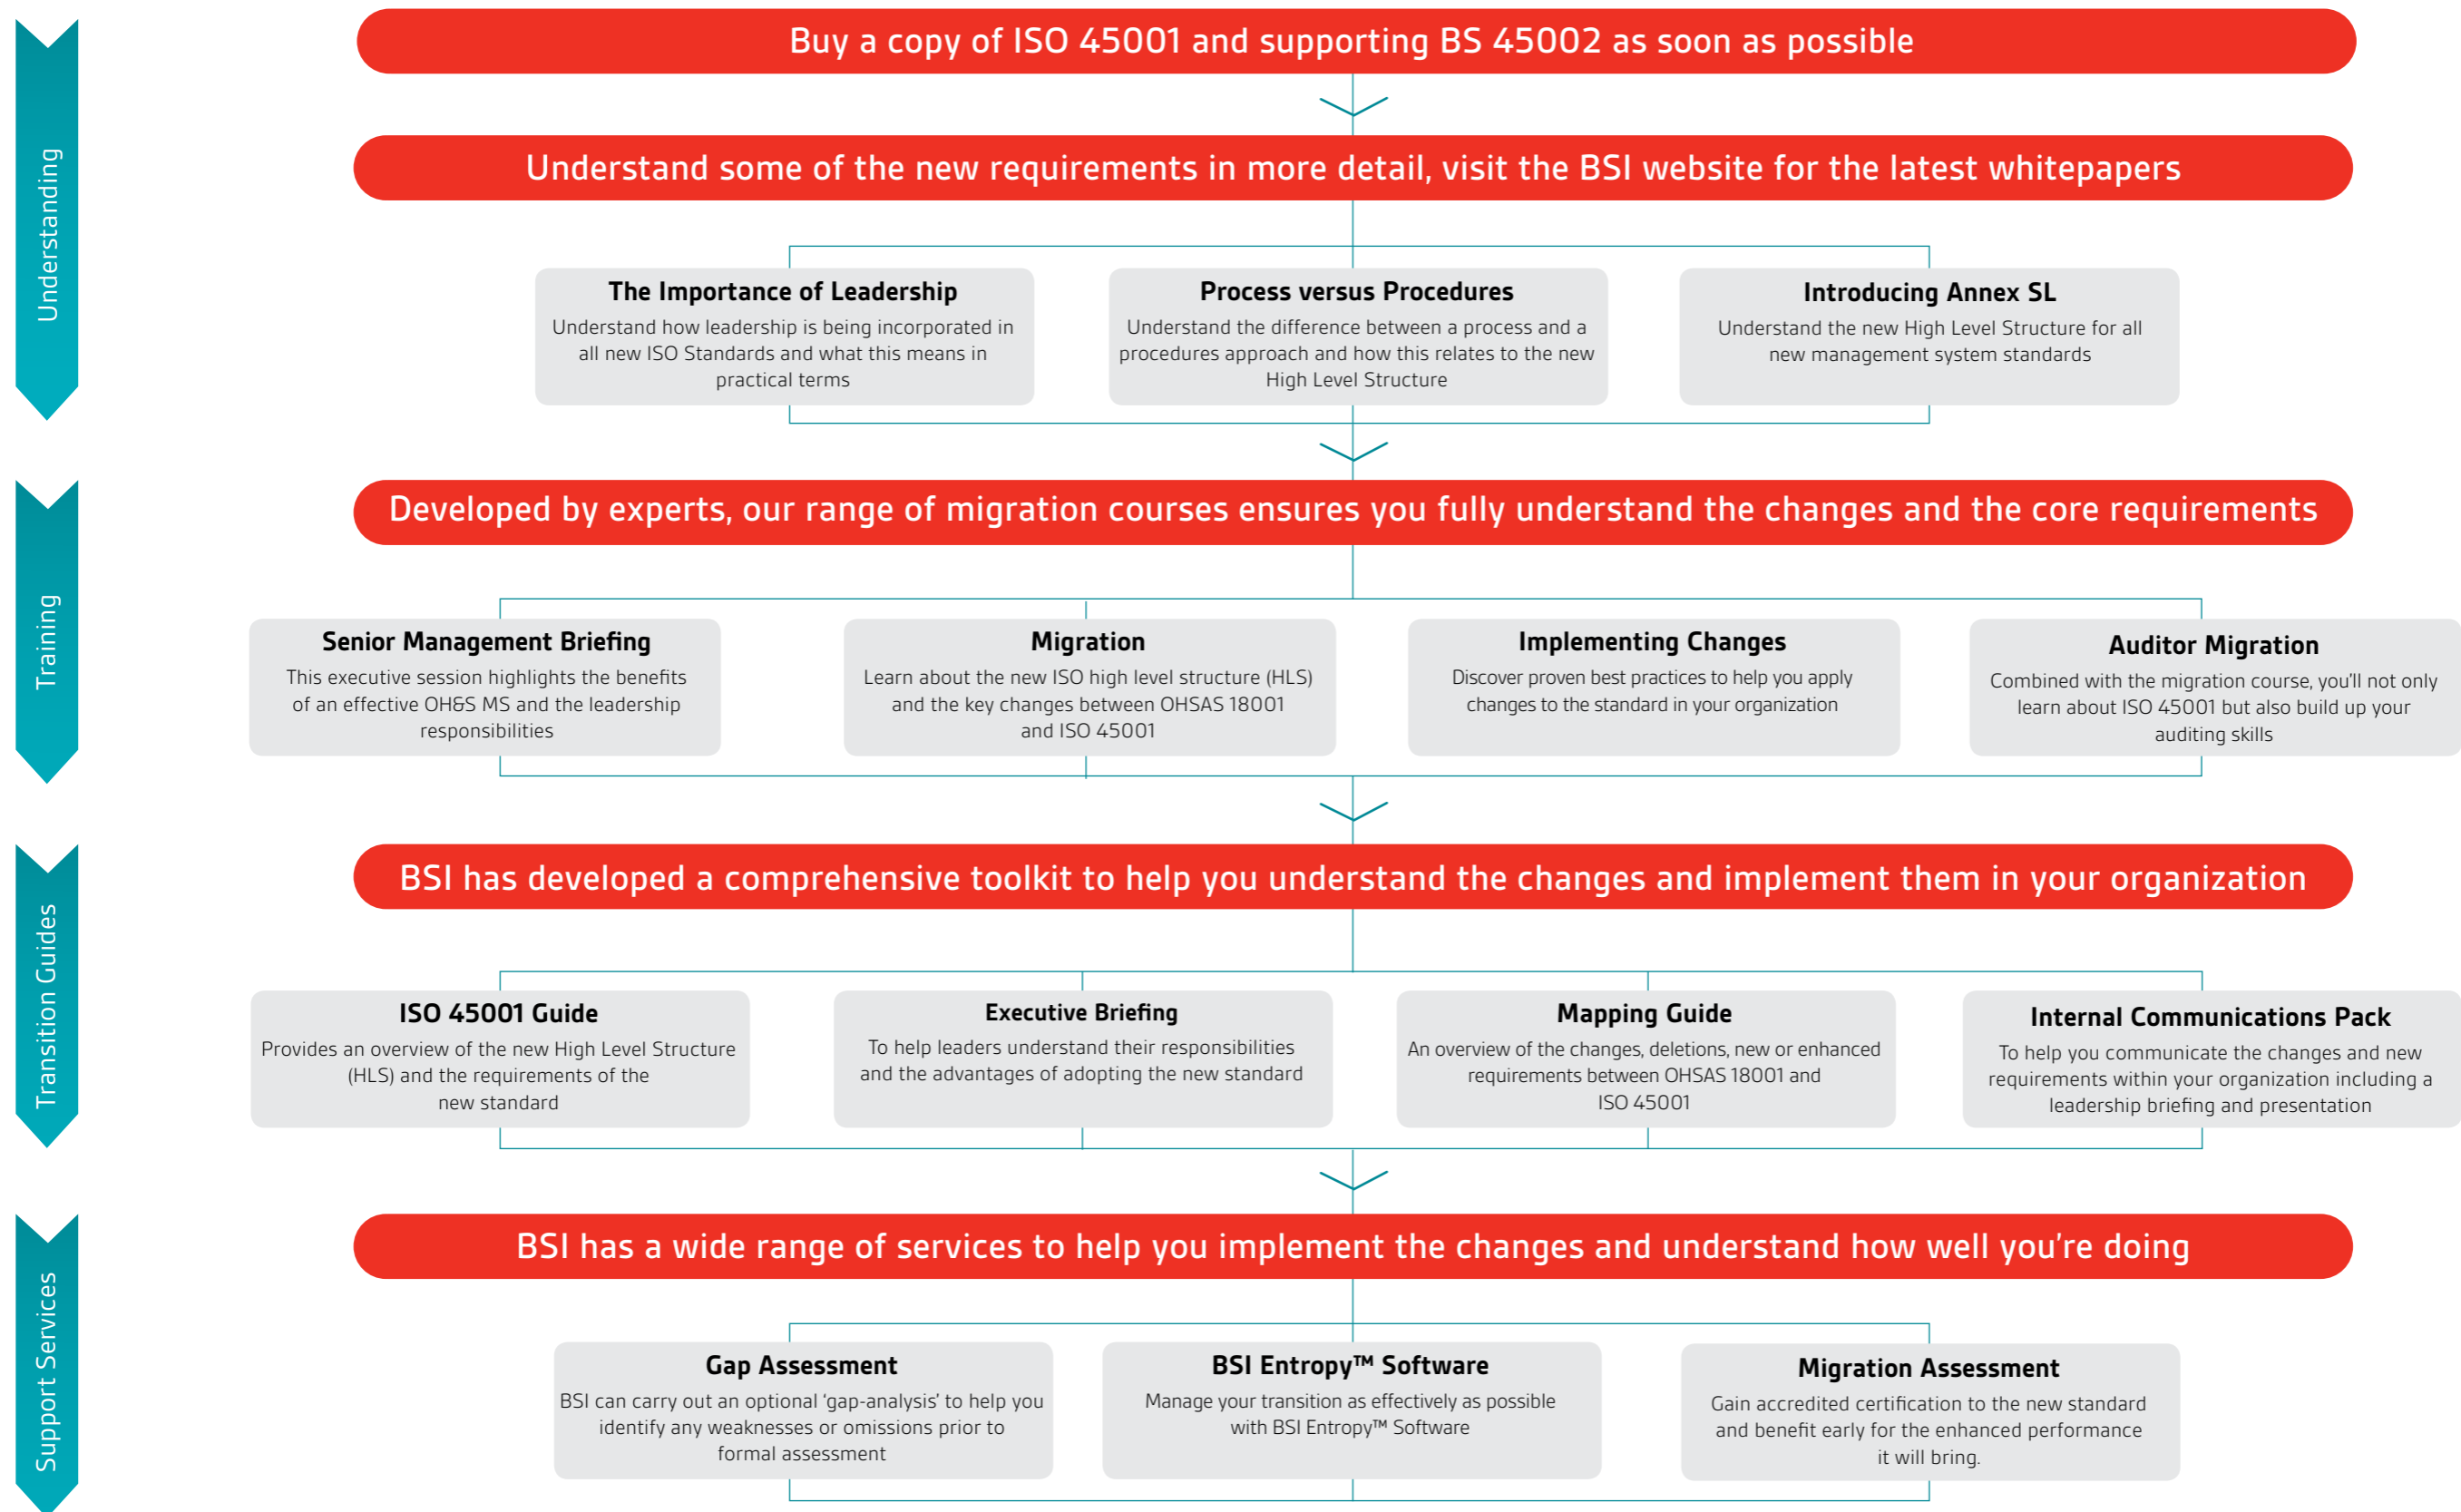 Understanding
Buy a copy of ISO 45001 and supporting BS 45002 as soon as possible
Understand some of the new requirements in more detail, visit the BSI website for the latest whitepapers
The Importance of Leadership
Understand how leadership is being incorporated in
all new ISO Standards and what this means in
practical terms
Process versus Procedures
Understand the difference between a process and a
procedures approach and how this relates to the new
High Level Structure
Introducing Annex SL
Understand the new High Level Structure for all
new management system standards
Training
Developed by experts, our range of migration courses ensures you fully understand the changes and the core requirements
Senior Management Briefing
This executive session highlights the benefits
of an effective OH&S MS and the leadership
responsibilities
Migration
Learn about the new ISO high level structure (HLS)
and the key changes between OHSAS 18001
and ISO 45001
Implementing Changes
Discover proven best practices to help you apply
changes to the standard in your organization
Auditor Migration
Combined with the migration course, you'll not only
learn about ISO 45001 but also build up your
auditing skills
Transition Guides
BSI has developed a comprehensive toolkit to help you understand the changes and implement them in your organization
ISO 45001 Guide
Provides an overview of the new High Level Structure
(HLS) and the requirements of the
new standard
Executive Briefing
To help leaders understand their responsibilities
and the advantages of adopting the new standard
Mapping Guide
An overview of the changes, deletions, new or enhanced
requirements between OHSAS 18001 and
ISO 45001
Internal Communications Pack
To help you communicate the changes and new
requirements within your organization including a
leadership briefing and presentation
Support Services
BSI has a wide range of services to help you implement the changes and understand how well you're doing
Gap Assessment
BSI can carry out an optional ‘gap-analysis’ to help you
identify any weaknesses or omissions prior to
formal assessment
BSI Entropy™ Software
Manage your transition as effectively as possible
with BSI Entropy™ Software
Migration Assessment
Gain accredited certification to the new standard
and benefit early for the enhanced performance
it will bring.